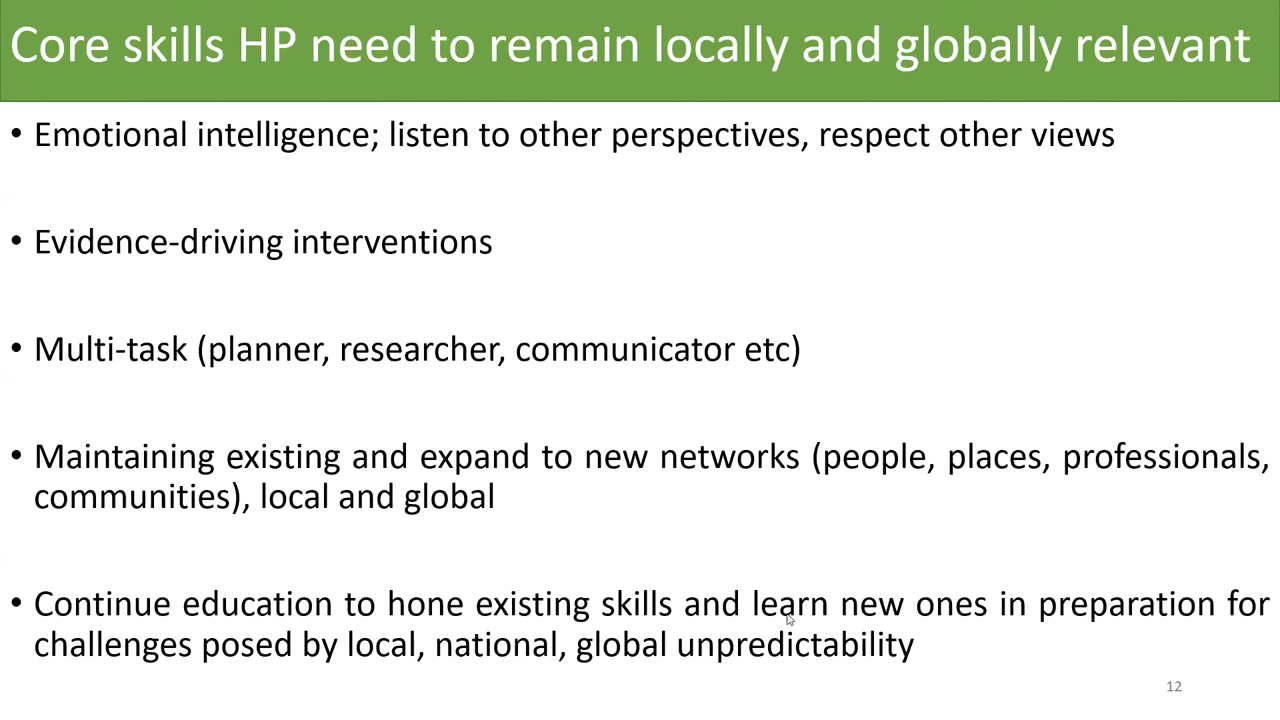 Core skills HP need to remain locally and globally relevant
• Emotional intelligence; listen to other perspectives, respect other views
• Evidence-driving interventions
• Multi-task (planner, researcher, communicator etc)
• Maintaining existing and expand to new networks (people, places, professionals,
communities), local and global
• Continue education to hone existing skills and learn new ones in preparation for
challenges posed by local, national, global unpredictability
12